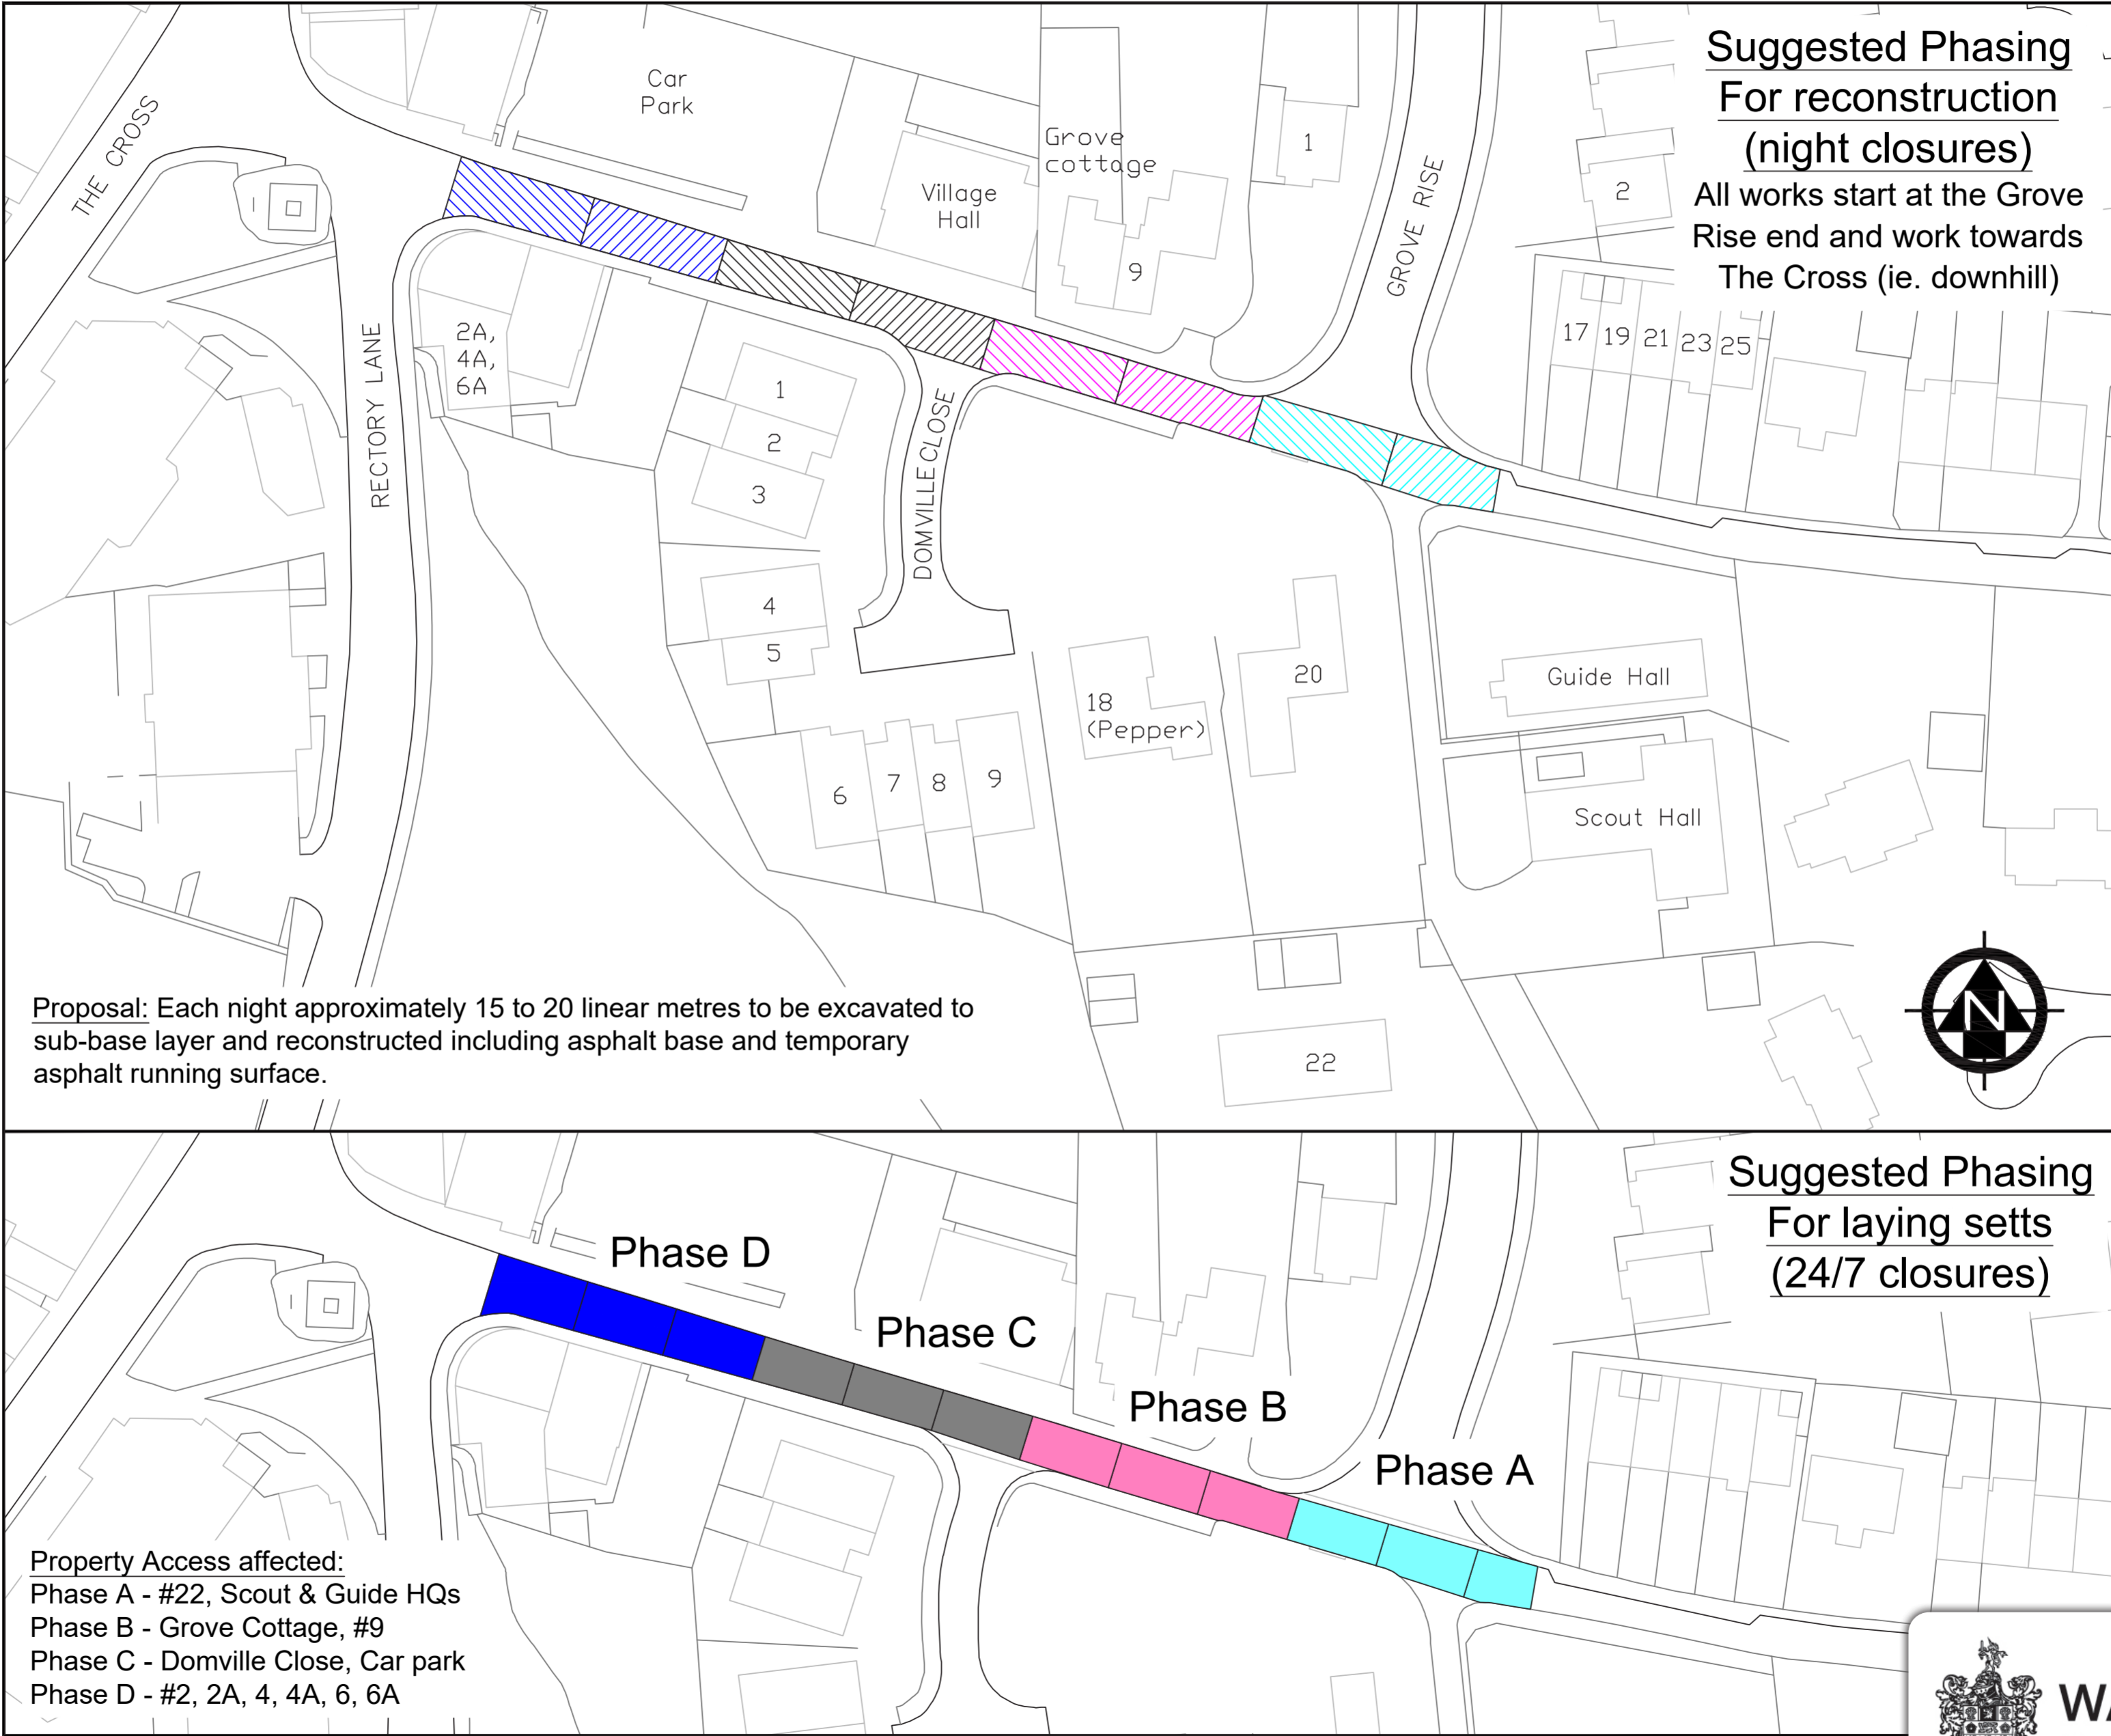 Suggested Phasing
For reconstruction
(night closures)
All works start at the Grove
Rise end and work towards
The Cross (ie. downhill)
THE CROSS
Car
Park
Grove
cottage
1
GROVE RISE
2
Village
Hall
9
17 19 21 23 25
RECTORY LANE
2A,
4A,
6A
1
2
3
DOMVILLE CLOSE
4
5
6
7
8
9
18
(Pepper)
20
Guide Hall
Scout Hall
22
N
Proposal: Each night approximately 15 to 20 linear metres to be excavated to
sub-base layer and reconstructed including asphalt base and temporary
asphalt running surface.
Suggested Phasing
For laying setts
(24/7 closures)
Phase D
Phase C
Phase B
Phase A
Property Access affected:
Phase A - #22, Scout & Guide HQs
Phase B - Grove Cottage, #9
Phase C - Domville Close, Car park
Phase D - #2, 2A, 4, 4A, 6, 6A